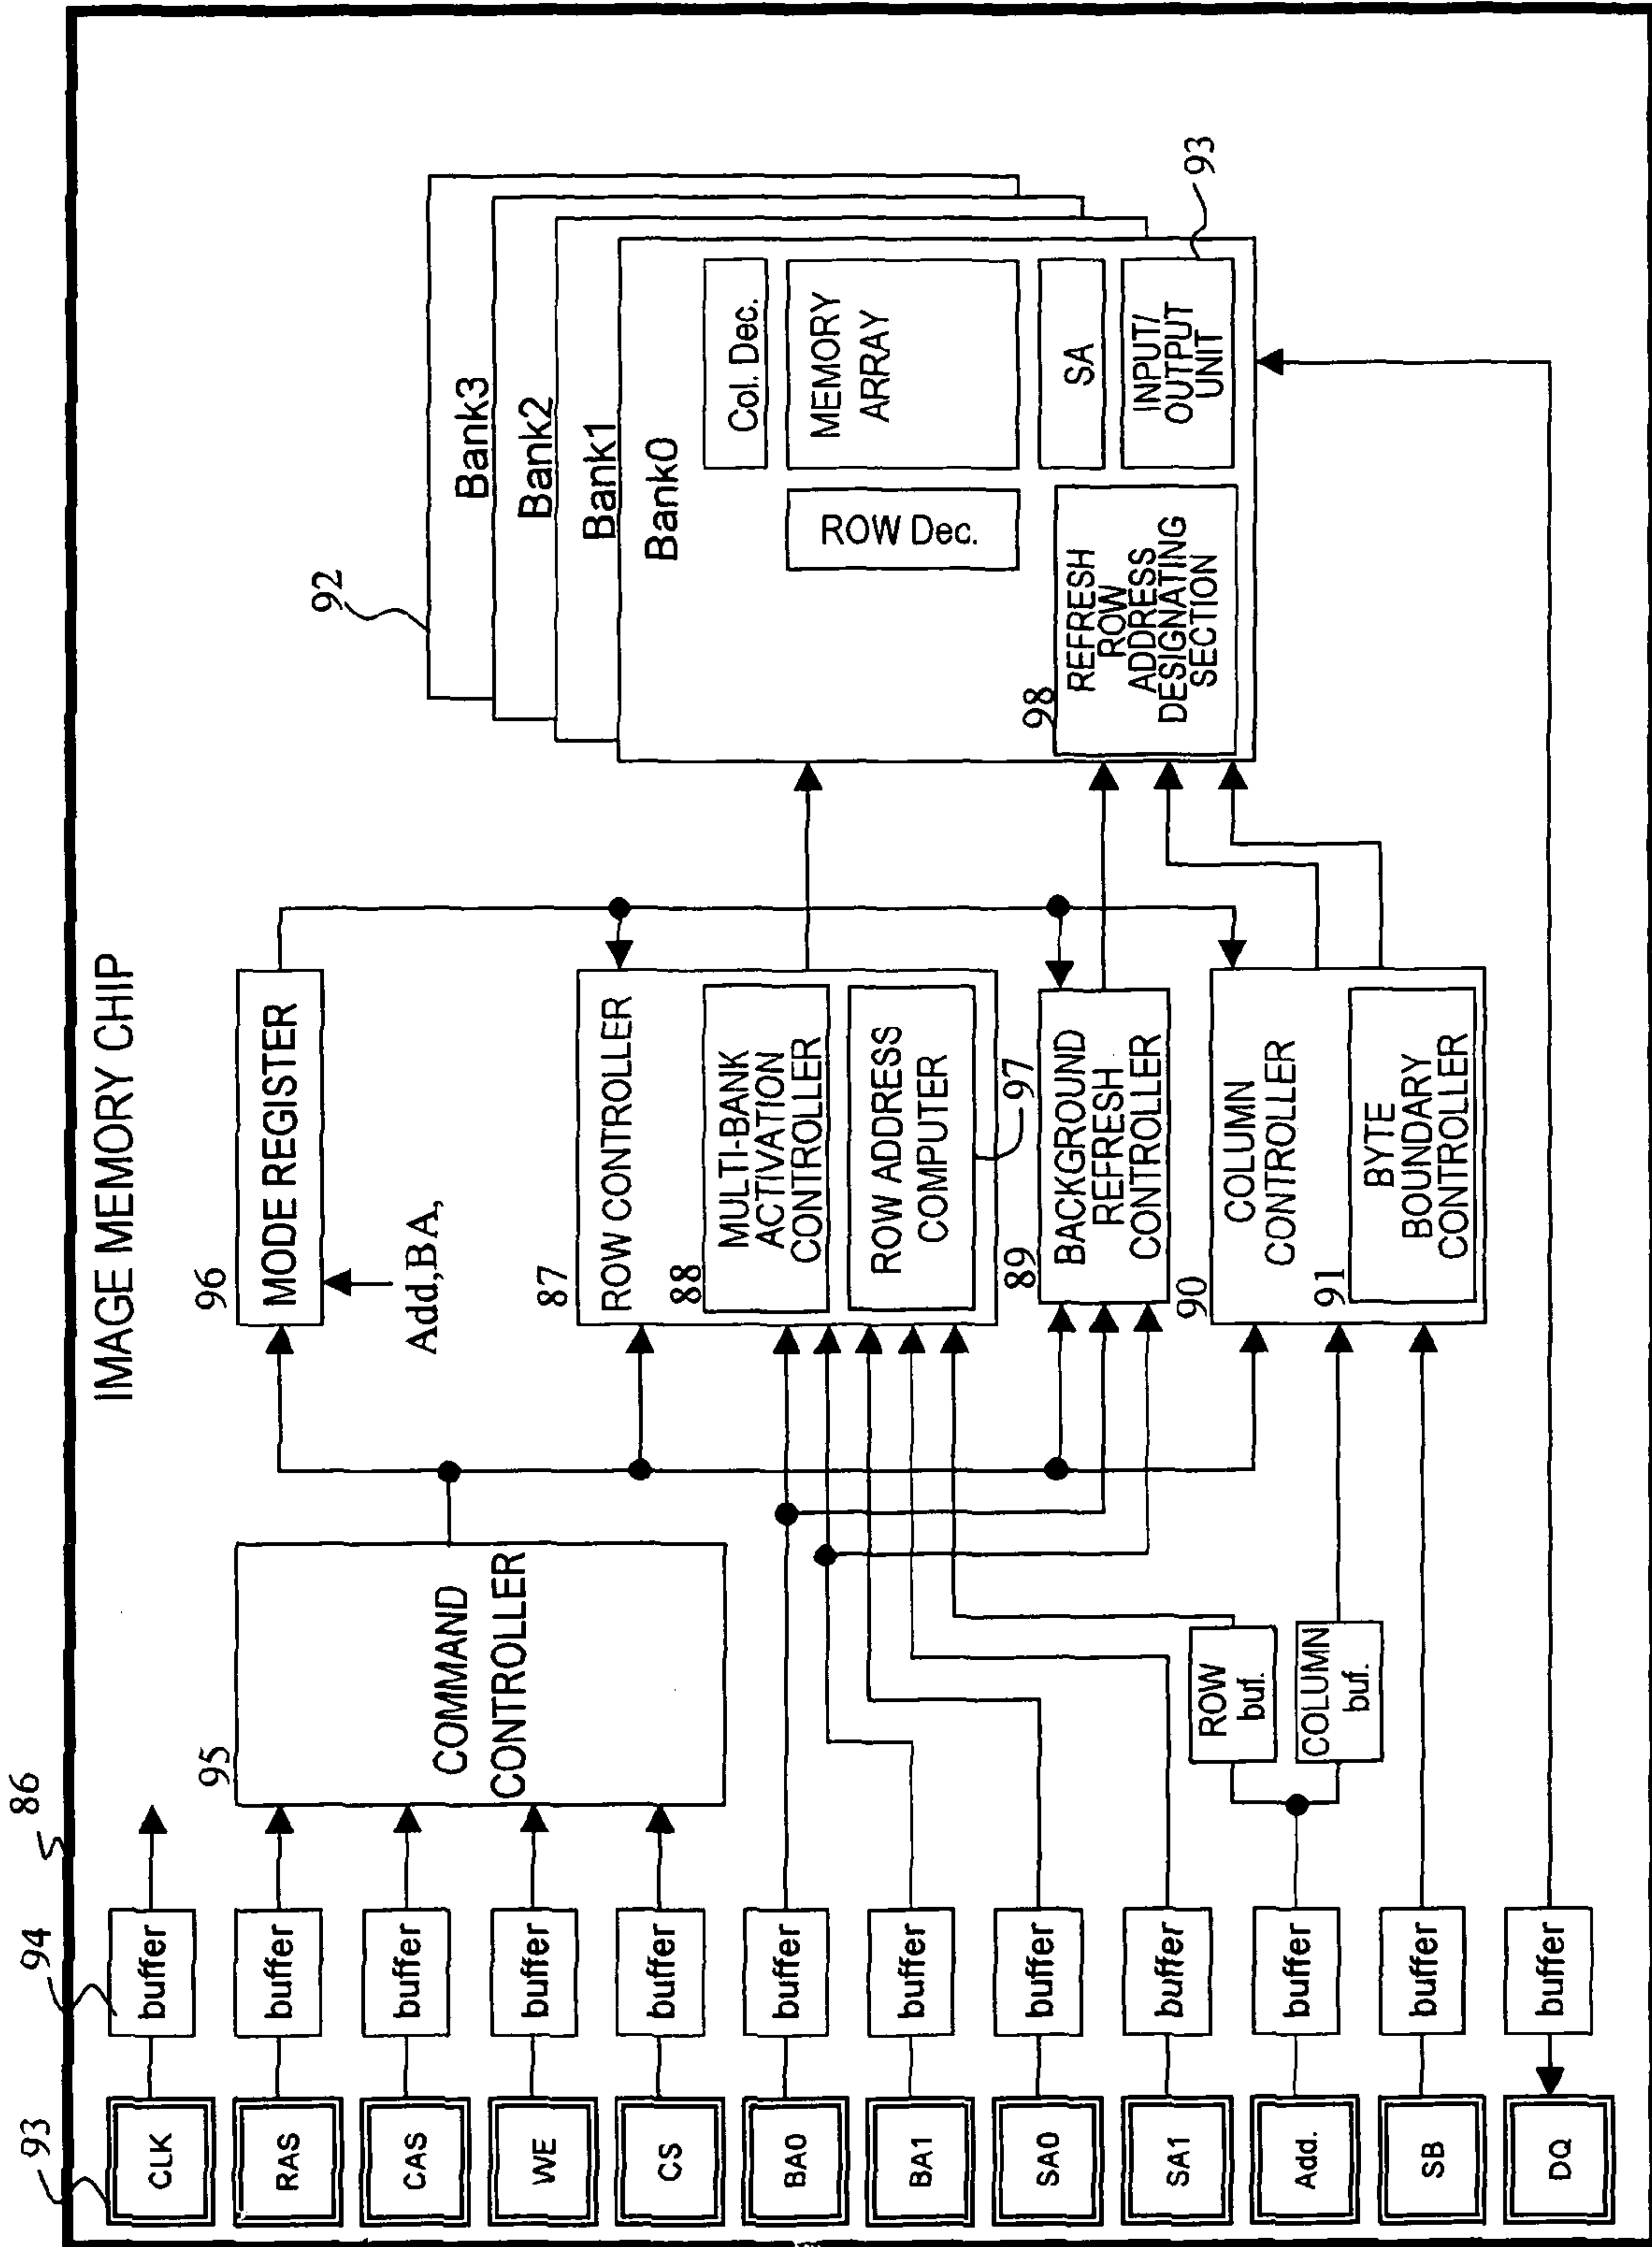 IMAGE MEMORY CHIP
86
93
94
CLK
buffer
RAS
buffer
CAS
buffer
WE
buffer
CS
buffer
BA0
buffer
BA1
buffer
SA0
buffer
SA1
buffer
Add.
buffer
SB
buffer
DQ
buffer
95
COMMAND
CONTROLLER
ROW
buf.
COLUMN
buf.
96
MODE REGISTER
Add,BA,
87
ROW CONTROLLER
88
MULTI-BANK
ACTIVATION
CONTROLLER
ROW ADDRESS
COMPUTER
97
89
BACKGROUND
REFRESH
CONTROLLER
90
COLUMN
CONTROLLER
91
BYTE
BOUNDARY
CONTROLLER
92
Bank3
Bank2
Bank1
Bank0
Col. Dec.
ROW Dec.
MEMORY
ARRAY
SA
98
REFRESH
ROW
ADDRESS
DESIGNATING
SECTION
INPUT/
OUTPUT
UNIT
93